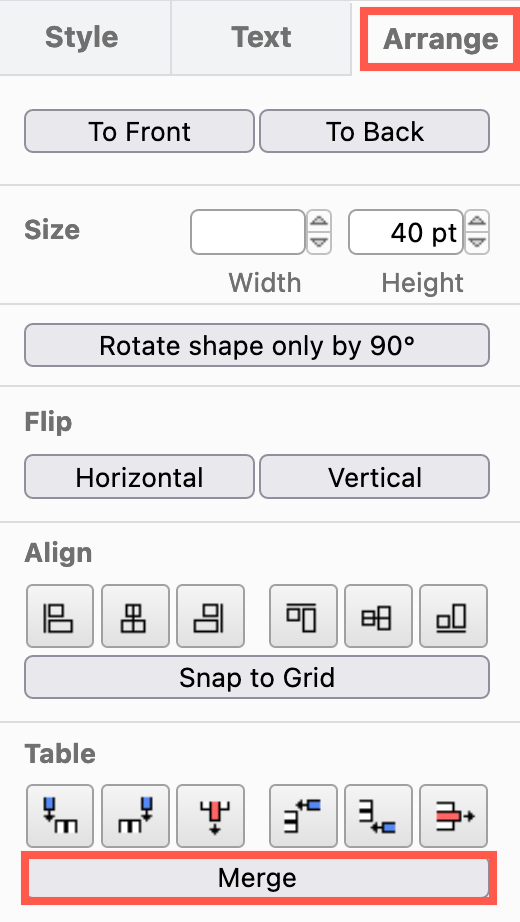 Style Text Arrange
To Front To Back
Size 40 pt
Width Height
Rotate shape only by 90°
Flip
Horizontal Vertical
Align
Snap to Grid
Table
Merge